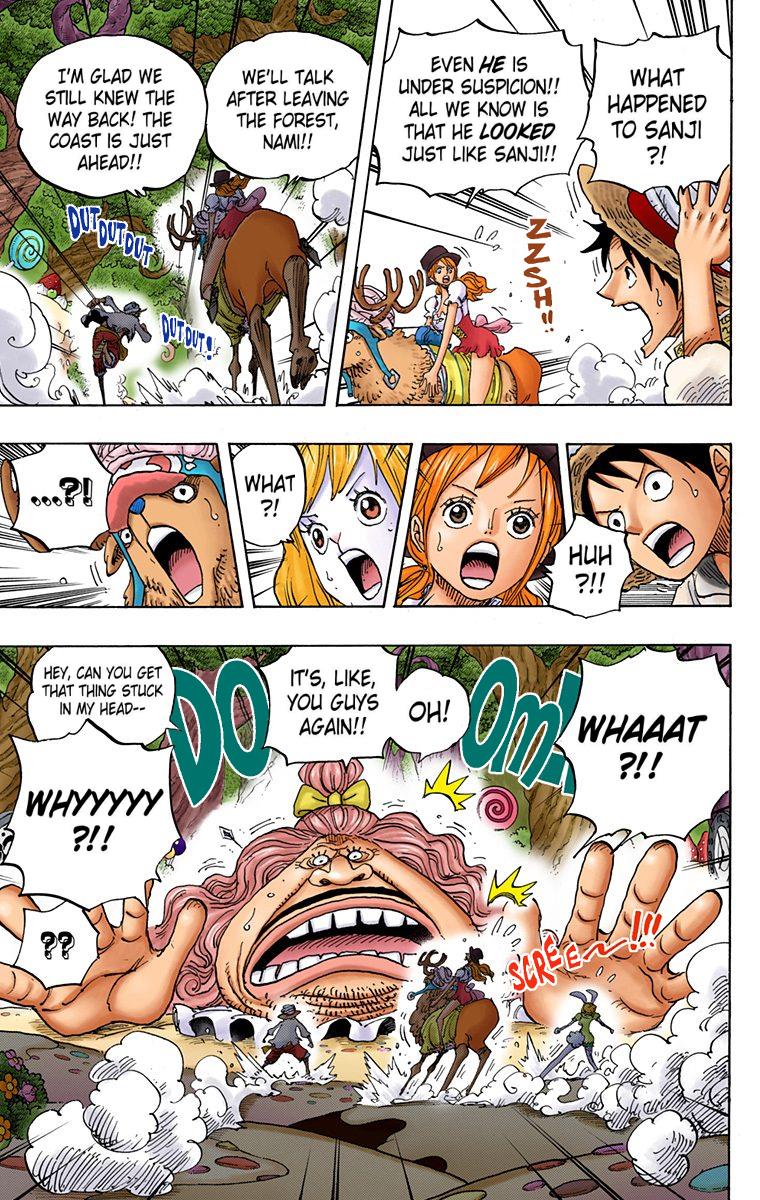 WHAT
HAPPENED
TO SANJI
?!
EVEN HE IS
UNDER SUSPICION!!
ALL WE KNOW IS
THAT HE LOOKED
JUST LIKE SANJI!!
ZZSH!!
WE'LL TALK
AFTER LEAVING
THE FOREST,
NAMI!!
I'M GLAD WE
STILL KNEW THE
WAY BACK! THE
COAST IS JUST
AHEAD!!
DUT DUT DUT
DUT DUT!
HUH
?!!
WHAT
?!
...?!
WHAAAT
?!!
DOOM!!
OH!
IT'S, LIKE,
YOU GUYS
AGAIN!!
HEY, CAN YOU GET
THAT THING STUCK
IN MY HEAD--
WHYYYYY
?!!
??
SCREE~!!!